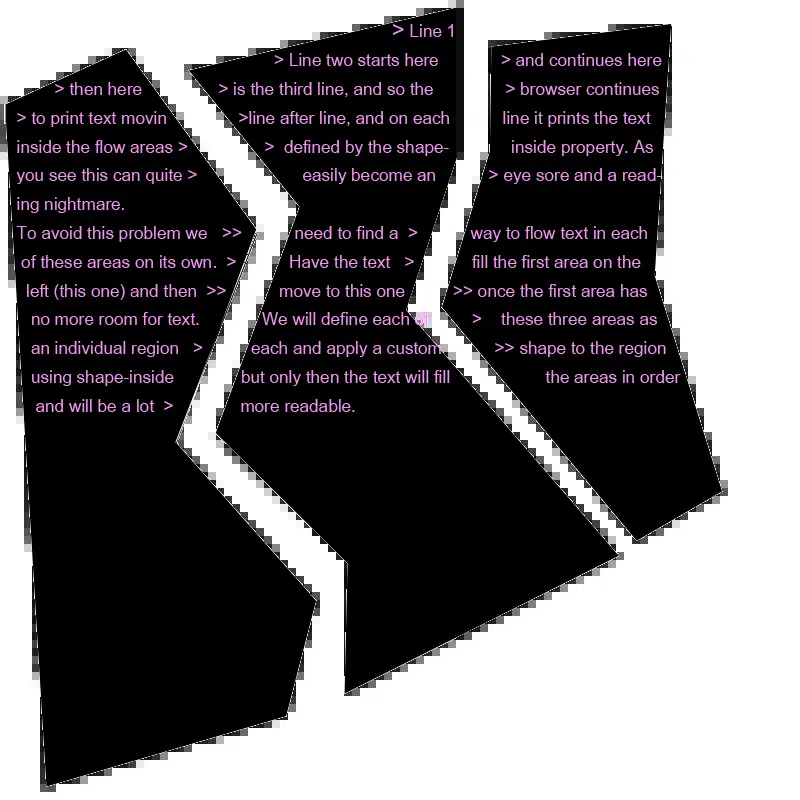 > Line 1
> Line two starts here > and continues here
> then here > is the third line, and so the > browser continues
> to print text movin >line after line, and on each line it prints the text
inside the flow areas > > defined by the shape- inside property. As
you see this can quite > easily become an > eye sore and a read-
ing nightmare.
To avoid this problem we >> need to find a > way to flow text in each
of these areas on its own. > Have the text > fill the first area on the
left (this one) and then >> move to this one >> once the first area has
no more room for text. We will define each of > these three areas as
an individual region > each and apply a custom >> shape to the region
using shape-inside but only then the text will fill the areas in order
and will be a lot > more readable.